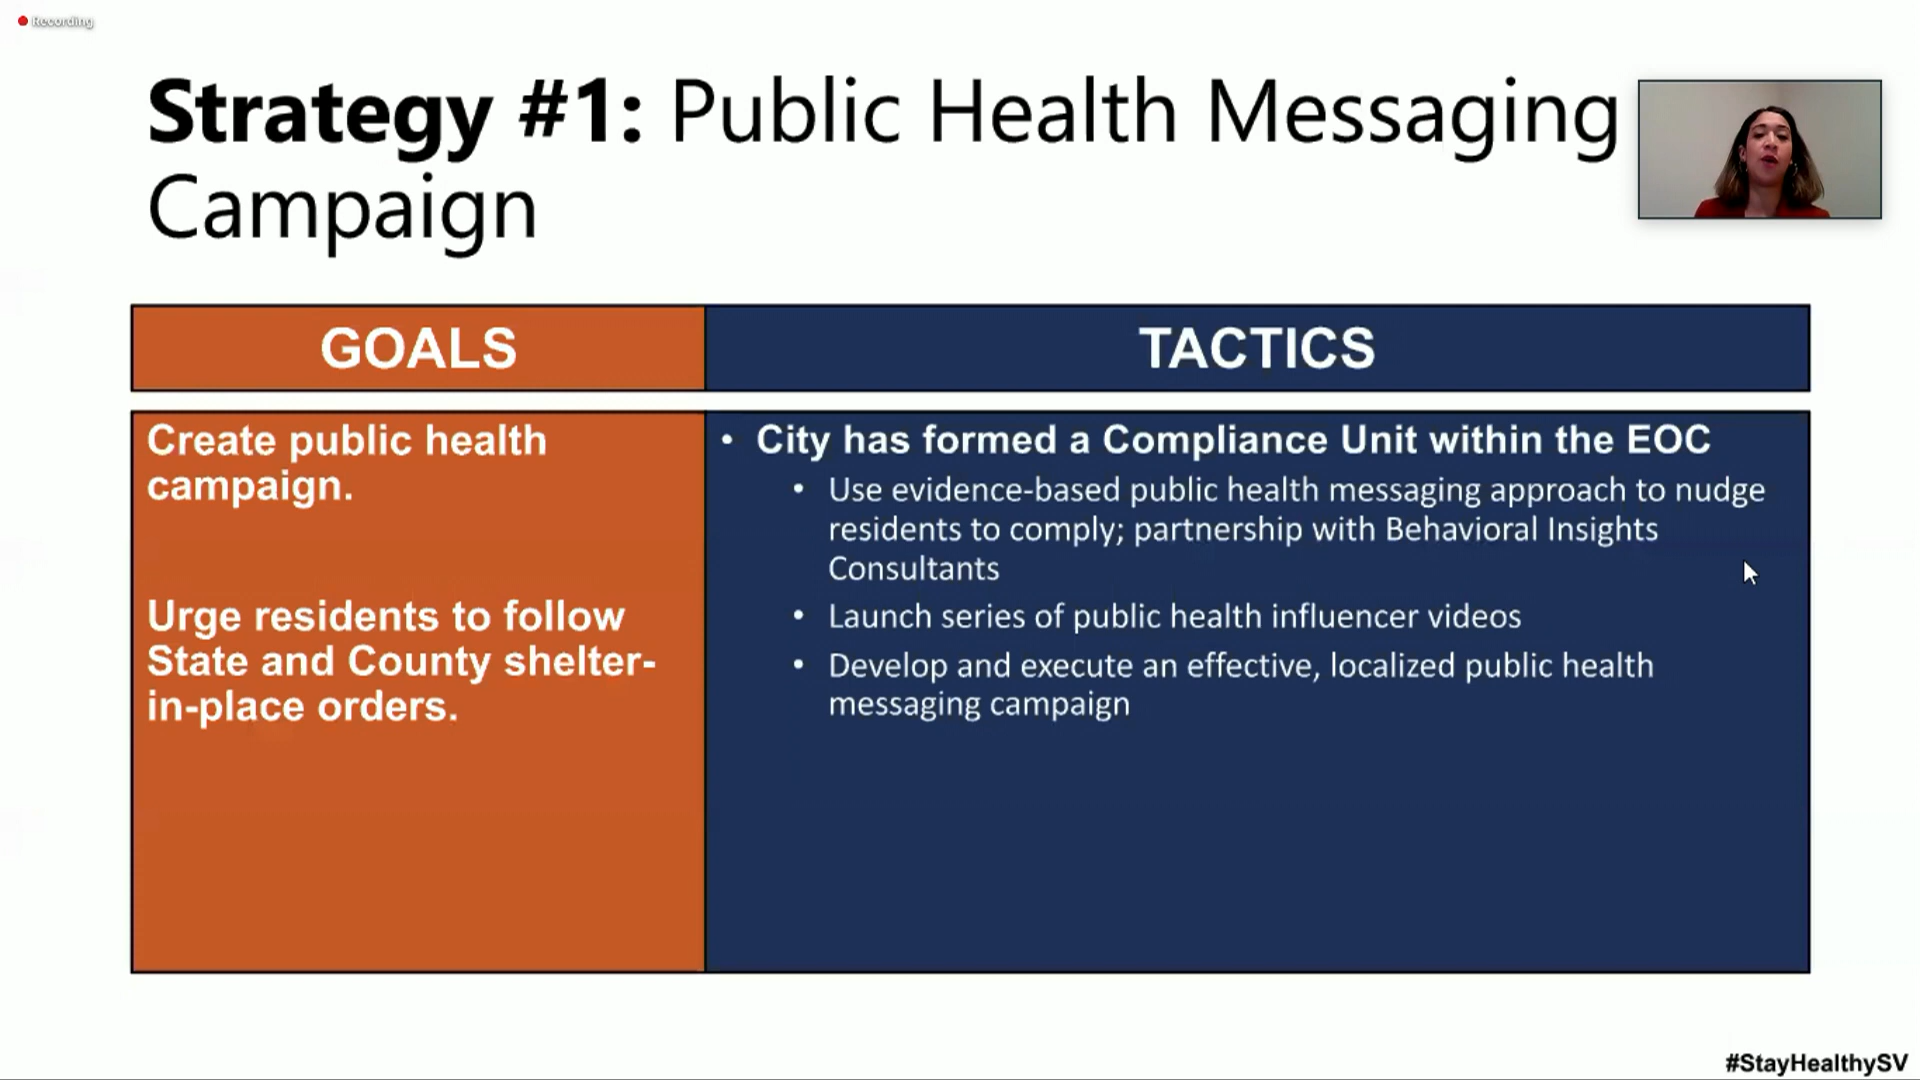 Recording
Strategy #1: Public Health Messaging
Campaign
GOALS
TACTICS
Create public health
campaign.
Urge residents to follow
State and County shelter-
in-place orders.
• City has formed a Compliance Unit within the EOC
• Use evidence-based public health messaging approach to nudge
residents to comply; partnership with Behavioral Insights
Consultants
• Launch series of public health influencer videos
• Develop and execute an effective, localized public health
messaging campaign
#StayHealthySV